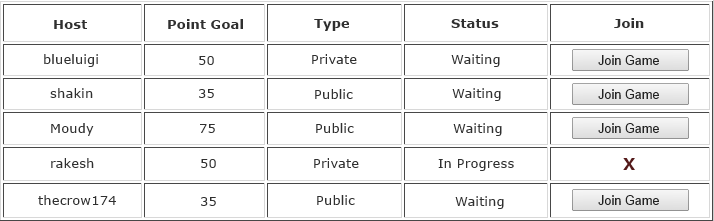 Host Point Goal Type Status Join
blueluigi 50 Private Waiting Join Game
shakin 35 Public Waiting Join Game
Moudy 75 Public Waiting Join Game
rakesh 50 Private In Progress X
thecrow174 35 Public Waiting Join Game